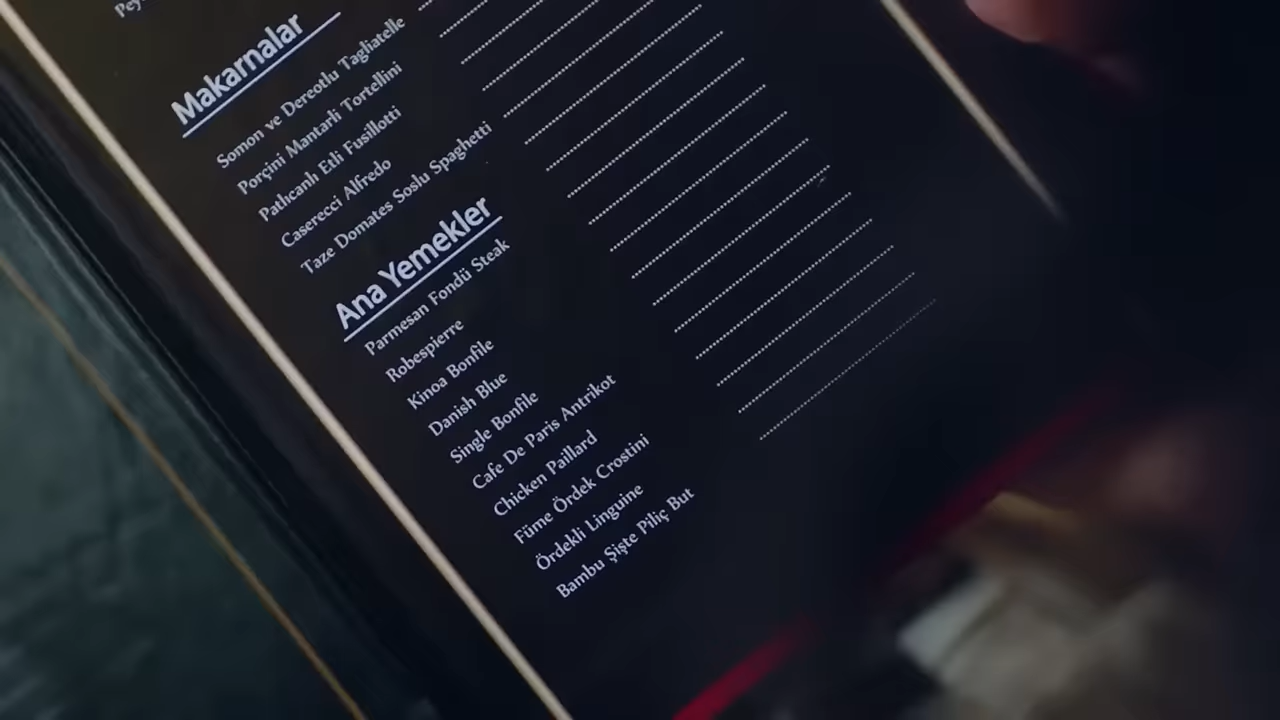 Makarnalar
Somon ve Dereotlu Tagliatelle
Porçini Mantarlı Tortellini
Patlıcanlı Etli Fusillotti
Caserecci Alfredo
Taze Domates Soslu Spaghetti
Ana Yemekler
Parmesan Fondü Steak
Robespierre
Kinoa Bonfile
Danish Blue
Single Bonfile
Cafe De Paris Antrikot
Chicken Paillard
Füme Ördek Crostini
Ördekli Linguine
Bambu Şişte Piliç But